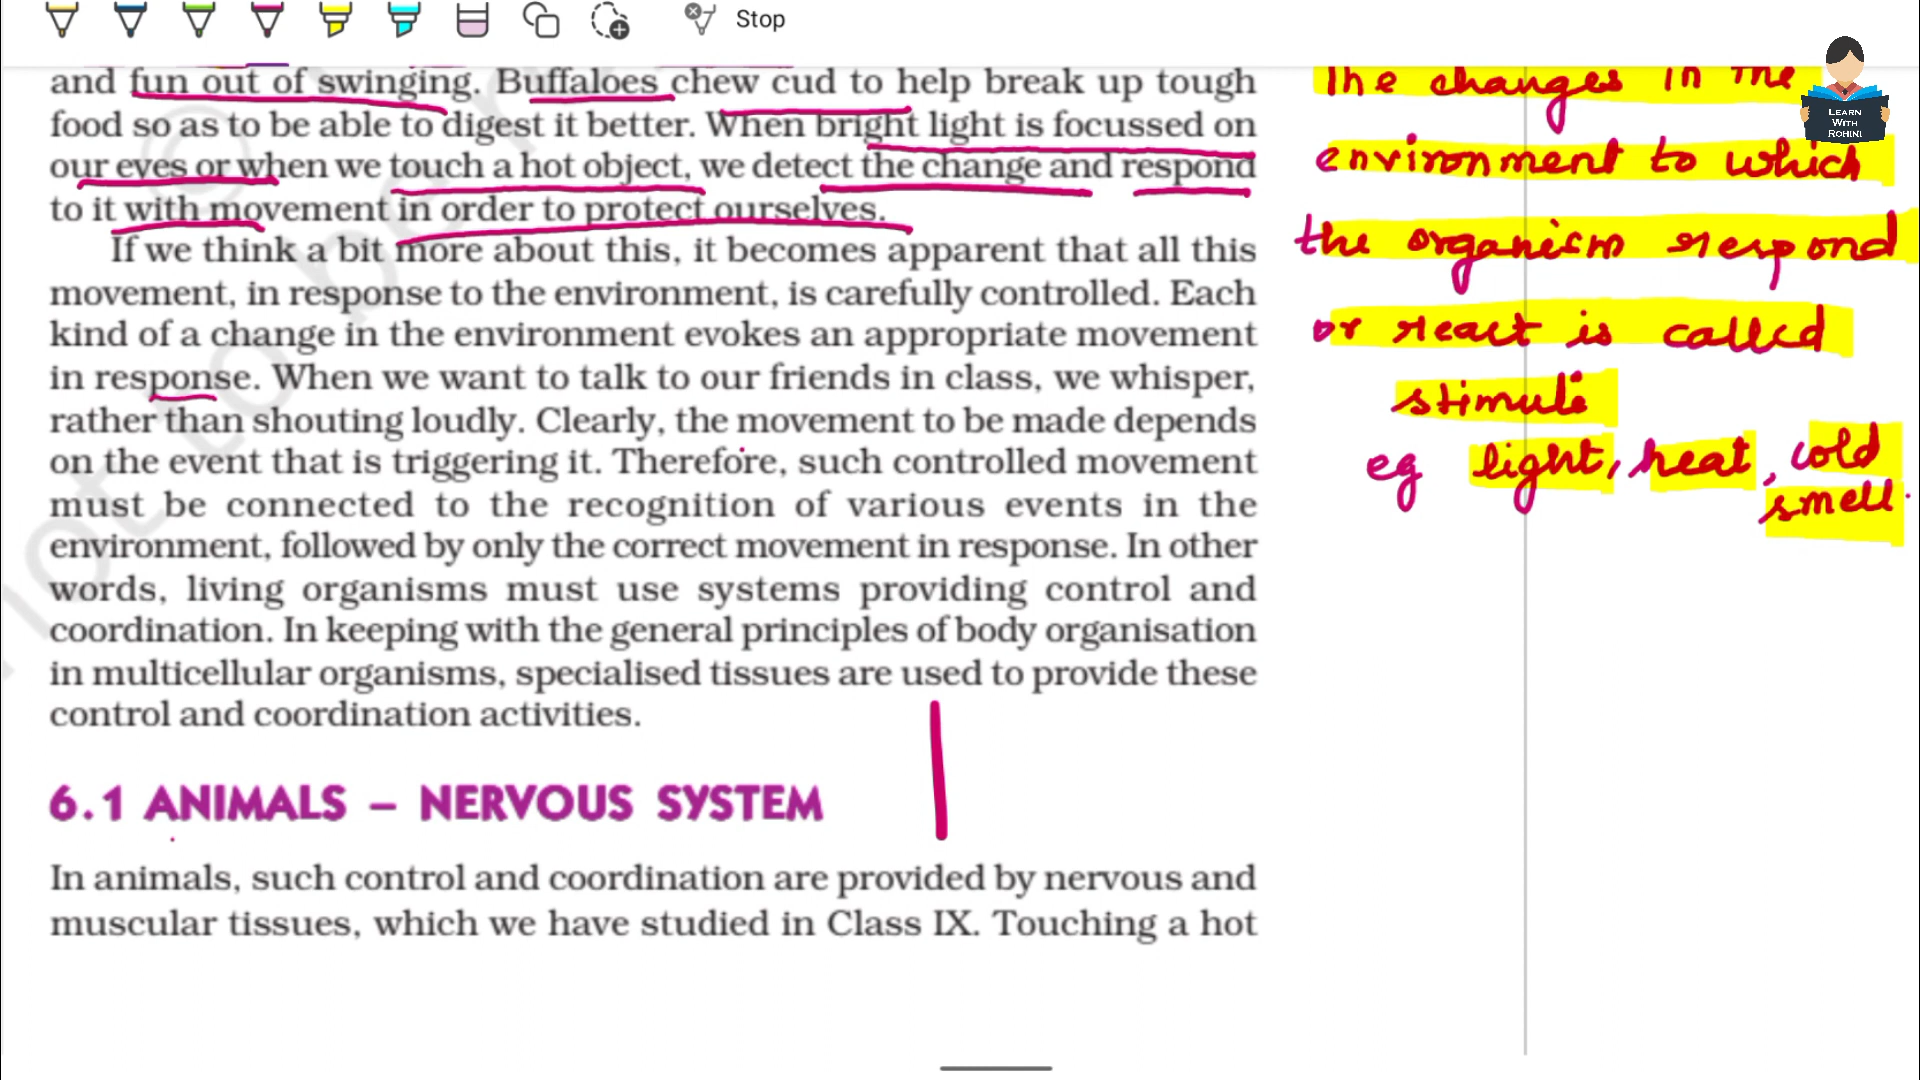 Stop
and fun out of swinging. Buffaloes chew cud to help break up tough
food so as to be able to digest it better. When bright light is focussed on
our eyes or when we touch a hot object, we detect the change and respond
to it with movement in order to protect ourselves.
If we think a bit more about this, it becomes apparent that all this
movement, in response to the environment, is carefully controlled. Each
kind of a change in the environment evokes an appropriate movement
in response. When we want to talk to our friends in class, we whisper,
rather than shouting loudly. Clearly, the movement to be made depends
on the event that is triggering it. Therefore, such controlled movement
must be connected to the recognition of various events in the
environment, followed by only the correct movement in response. In other
words, living organisms must use systems providing control and
coordination. In keeping with the general principles of body organisation
in multicellular organisms, specialised tissues are used to provide these
control and coordination activities.
6.1 ANIMALS – NERVOUS SYSTEM
In animals, such control and coordination are provided by nervous and
muscular tissues, which we have studied in Class IX. Touching a hot
The changes in the
environment to which
the organism respond
or react is called
stimuli
eg light, heat, cold
smell.
LEARN
WITH
ROHINI
not to be